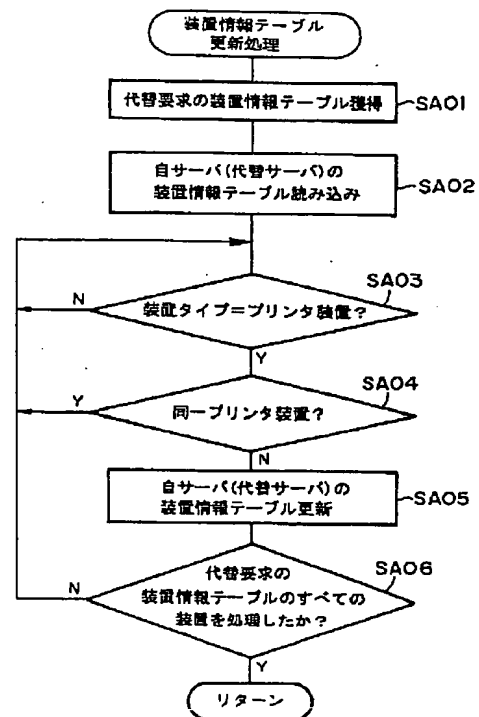 装置情報テーブル
更新処理
代替要求の装置情報テーブル獲得
SA01
自サーバ(代替サーバ)の
装置情報テーブル読み込み
SA02
SA03
N
装置タイプ=プリンタ装置?
Y
SA04
Y
同一プリンタ装置?
N
自サーバ(代替サーバ)の
装置情報テーブル更新
SA05
代替要求の
SA06
N
装置情報テーブルのすべての
装置を処理したか?
Y
リターン